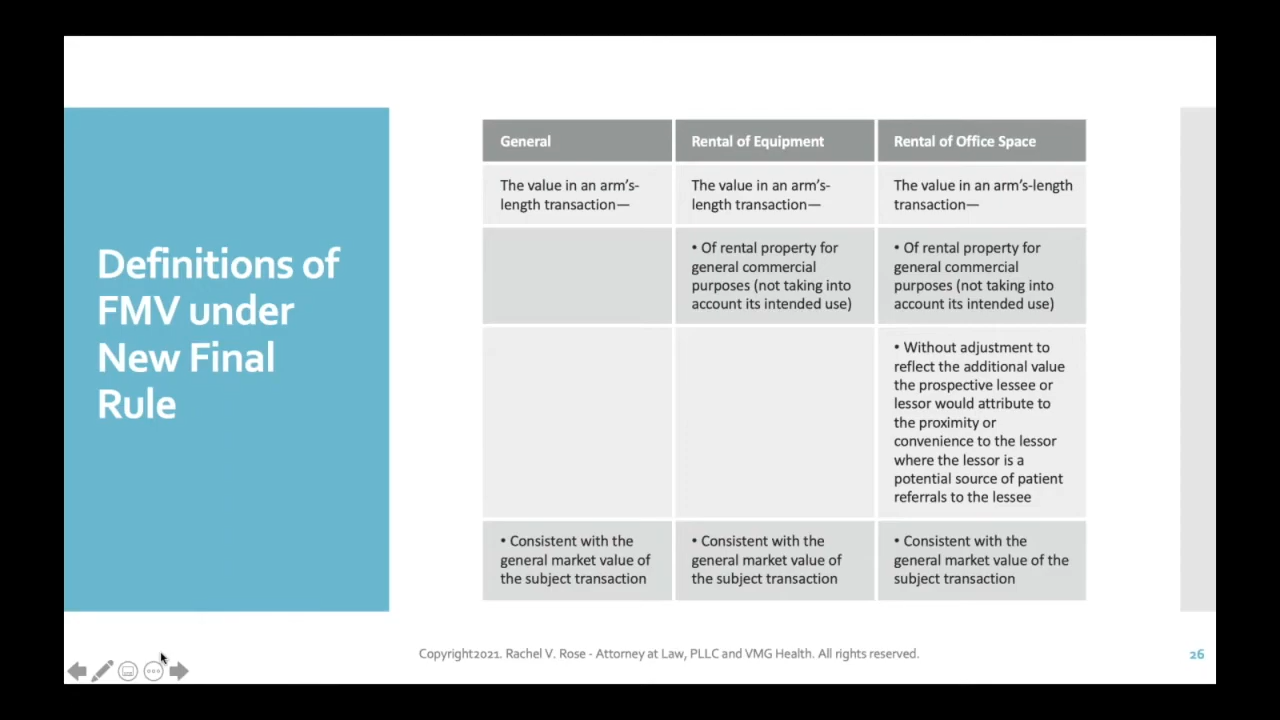 Definitions of
FMV under
New Final
Rule
General
Rental of Equipment
Rental of Office Space
The value in an arm's-
length transaction—
The value in an arm's-
length transaction—
The value in an arm's-length
transaction—
• Of rental property for
general commercial
purposes (not taking into
account its intended use)
• Of rental property for
general commercial
purposes (not taking into
account its intended use)
• Without adjustment to
reflect the additional value
the prospective lessee or
lessor would attribute to
the proximity or
convenience to the lessor
where the lessor is a
potential source of patient
referrals to the lessee
• Consistent with the
general market value of
the subject transaction
• Consistent with the
general market value of
the subject transaction
• Consistent with the
general market value of the
subject transaction
Copyright2021. Rachel V. Rose - Attorney at Law, PLLC and VMG Health. All rights reserved.
26